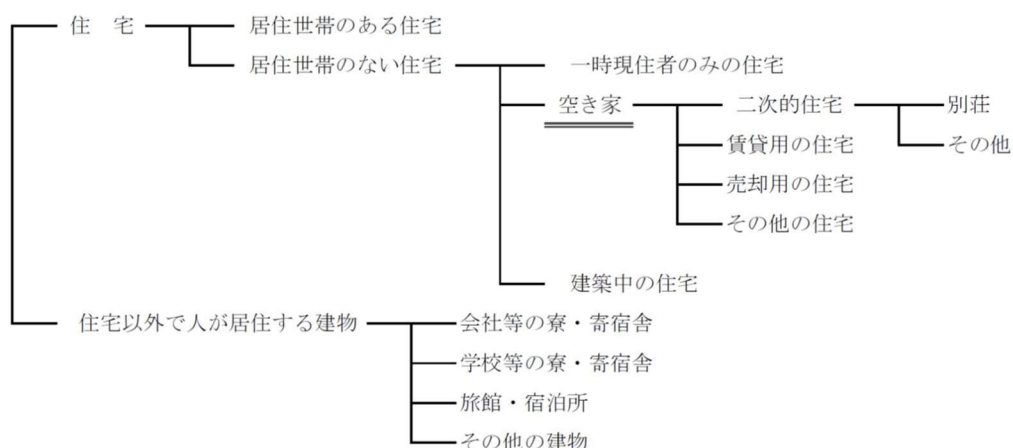 住　宅 居住世帯のある住宅
居住世帯のない住宅 一時現住者のみの住宅
空き家 二次的住宅 別荘
賃貸用の住宅 その他
売却用の住宅
その他の住宅
建築中の住宅
住宅以外で人が居住する建物 会社等の寮・寄宿舎
学校等の寮・寄宿舎
旅館・宿泊所
その他の建物